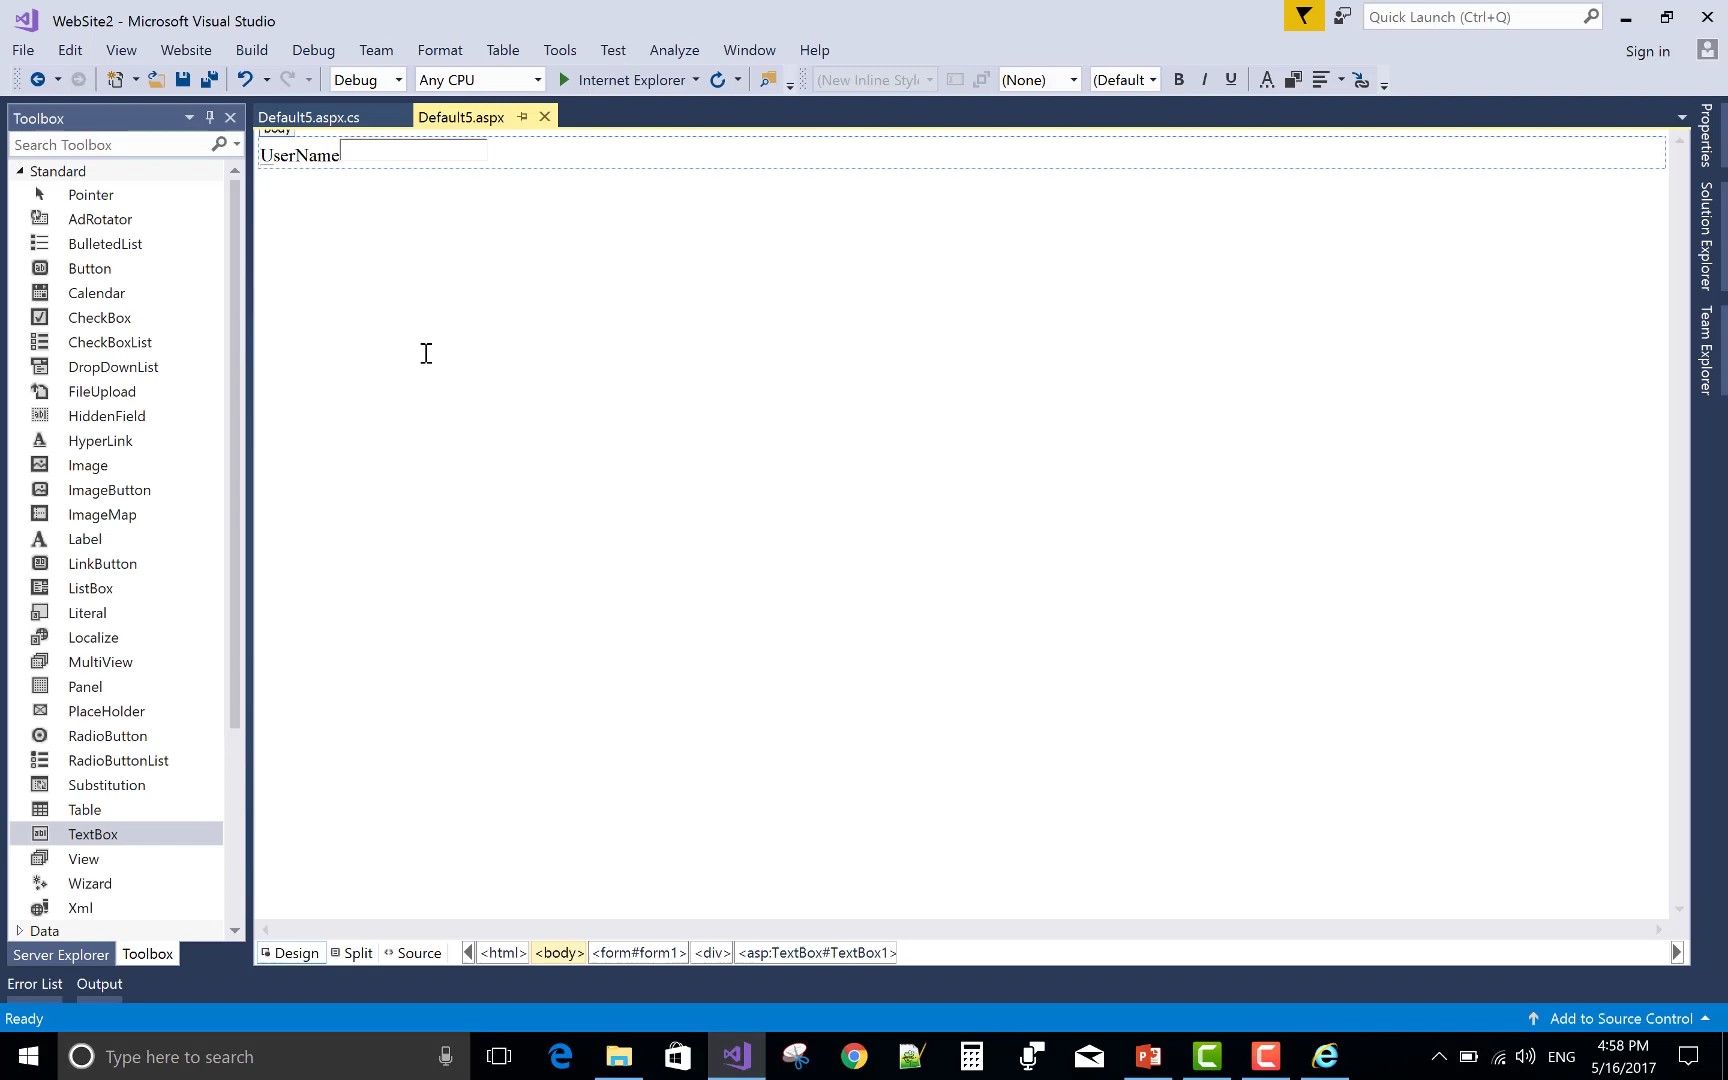 WebSite2 - Microsoft Visual Studio
Quick Launch (Ctrl+Q)
File Edit View Website Build Debug Team Format Table Tools Test Analyze Window Help
Sign in
Debug Any CPU Internet Explorer (New Inline Style (None) (Default B I U A
Toolbox
Default5.aspx.cs Default5.aspx
Search Toolbox
body
UserName
Standard
Pointer
AdRotator
BulletedList
Button
Calendar
CheckBox
CheckBoxList
DropDownList
FileUpload
HiddenField
HyperLink
Image
ImageButton
ImageMap
Label
LinkButton
ListBox
Literal
Localize
MultiView
Panel
PlaceHolder
RadioButton
RadioButtonList
Substitution
Table
TextBox
View
Wizard
Xml
Data
Properties
Solution Explorer
Team Explorer
Server Explorer Toolbox
Design Split Source <html> <body> <form#form1> <div> <asp:TextBox#TextBox1>
Error List Output
Ready
Add to Source Control
Type here to search
ENG
4:58 PM
5/16/2017